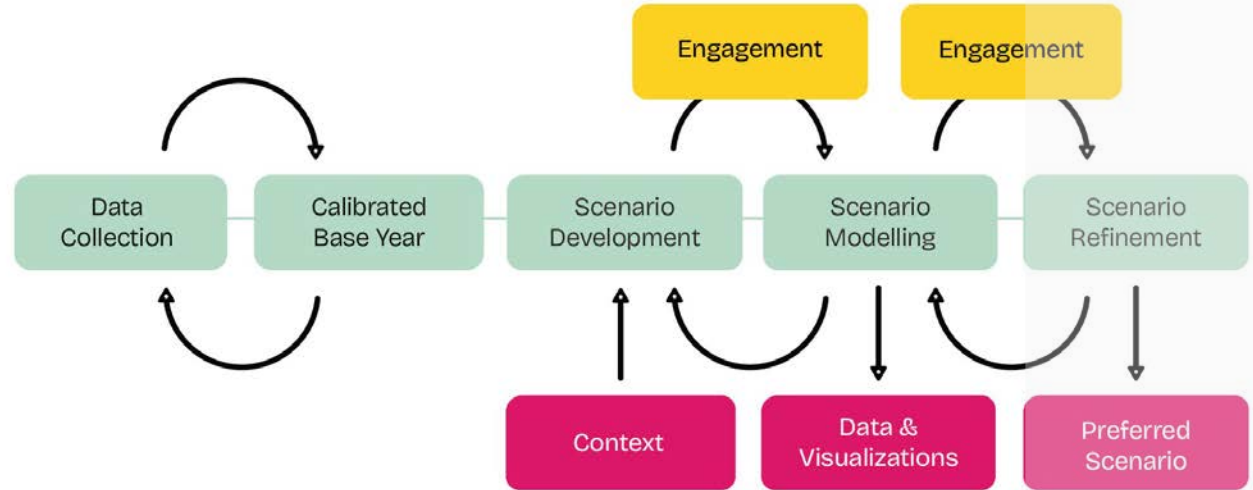 Engagement
Engagement
Data
Collection
Calibrated
Base Year
Scenario
Development
Scenario
Modelling
Scenario
Refinement
Context
Data &
Visualizations
Preferred
Scenario